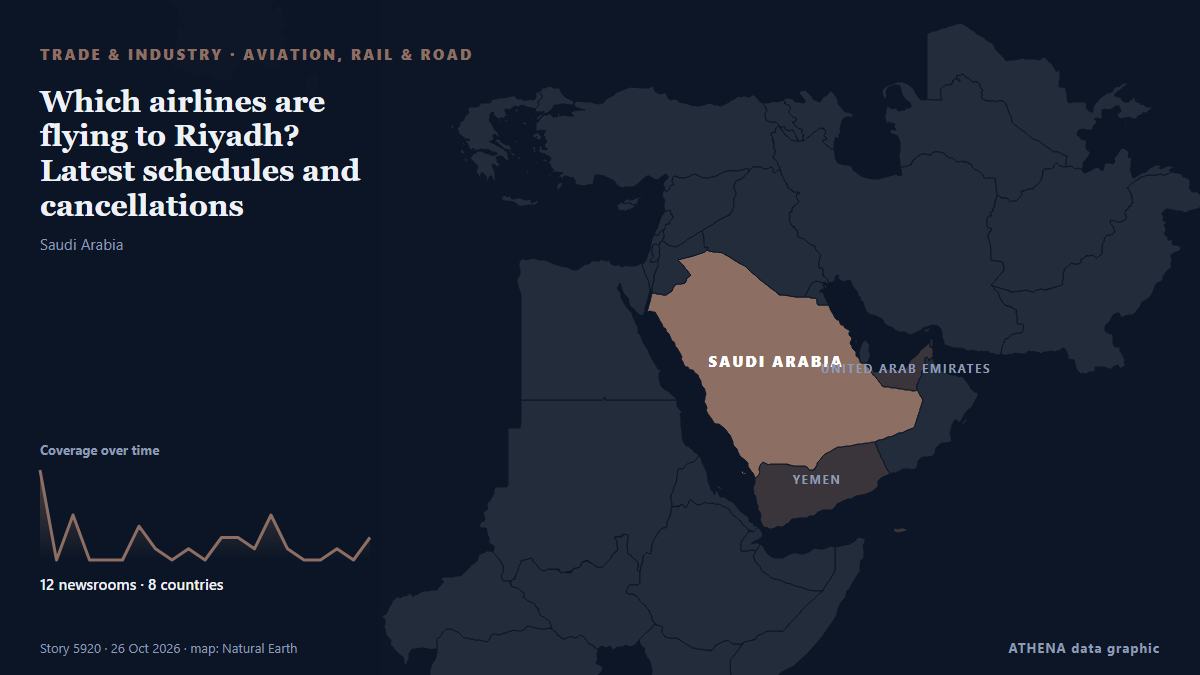 TRADE & INDUSTRY · AVIATION, RAIL & ROAD
Which airlines are
flying to Riyadh?
Latest schedules and
cancellations
Saudi Arabia
SAUDI ARABIA
UNITED ARAB EMIRATES
YEMEN
Coverage over time
12 newsrooms · 8 countries
Story 5920 · 26 Oct 2026 · map: Natural Earth
ATHENA data graphic